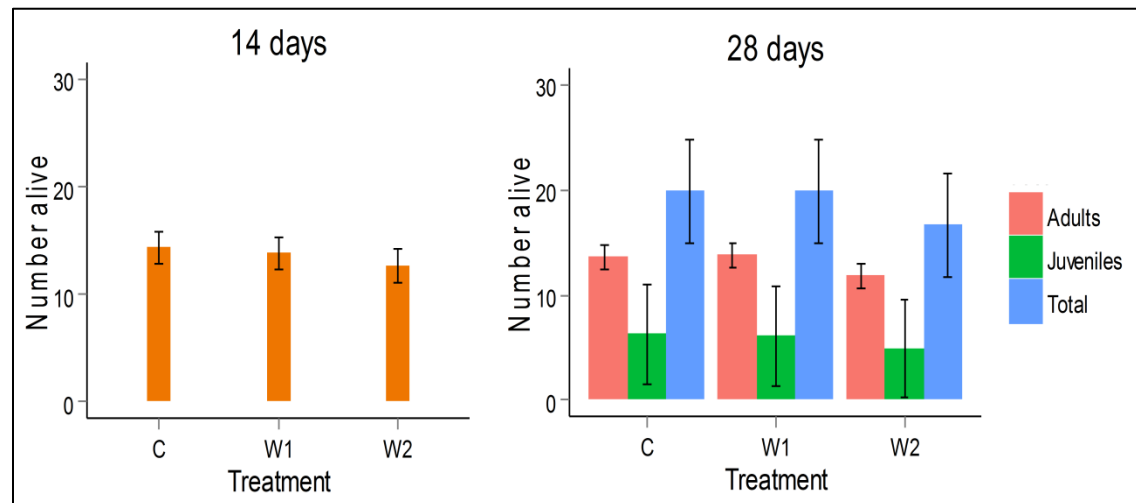 14 days
Number alive
30
20
10
0
C W1 W2
Treatment
28 days
Number alive
30
20
10
0
C W1 W2
Treatment
Adults
Juveniles
Total